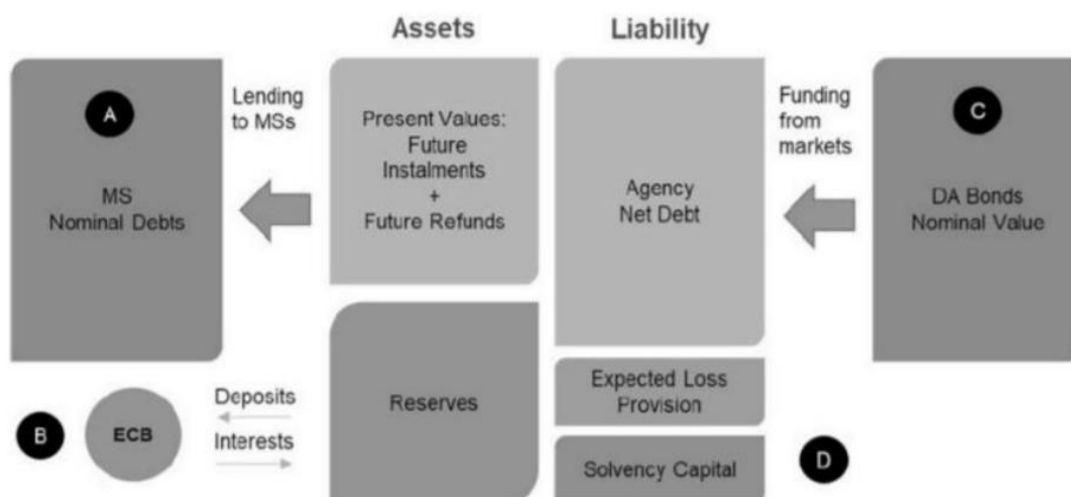 Assets
Liability
A
MS
Nominal Debts
Lending
to MSs
Present Values:
Future
Instalments
+
Future Refunds
Agency
Net Debt
Funding
from
markets
C
DA Bonds
Nominal Value
B
ECB
Deposits
Interests
Reserves
Expected Loss
Provision
Solvency Capital
D